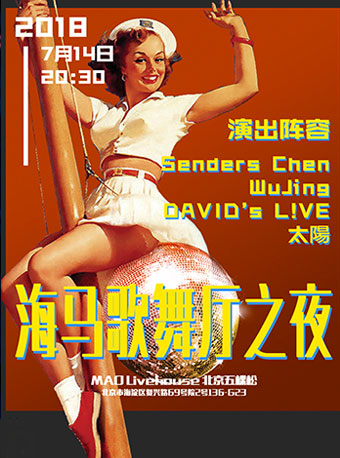 2018
7月14日
20:30
演出阵容
Senders Chen
WuJing
DAVID's L!VE
太陽
海马歌舞厅之夜
MAO Livehouse 北京五棵松
北京市海淀区复兴路69号院2号136-623